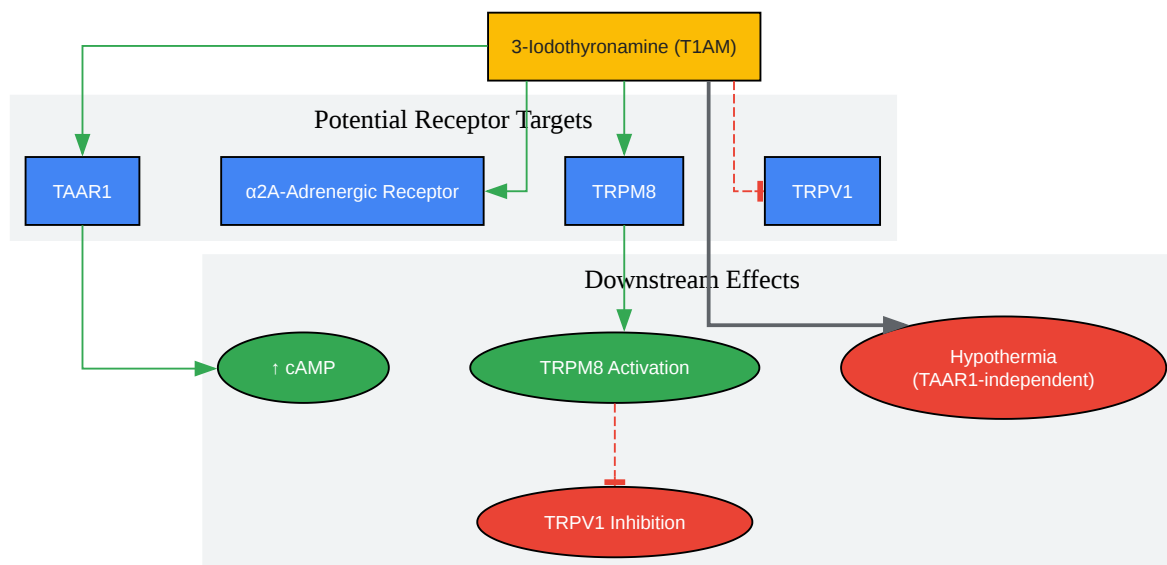 3-Iodothyronamine (T1AM)
Potential Receptor Targets
TAAR1
α2A-Adrenergic Receptor
TRPM8
TRPV1
Downstream Effects
↑ cAMP
TRPM8 Activation
Hypothermia
(TAAR1-independent)
TRPV1 Inhibition